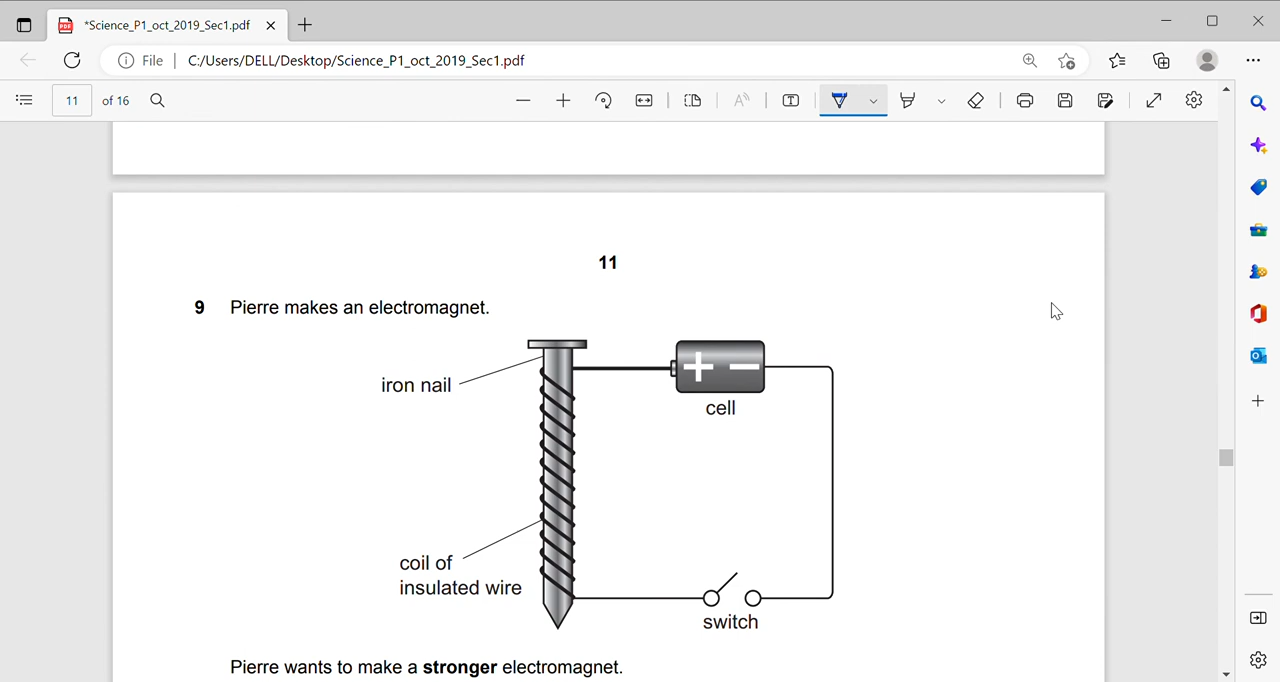 *Science_P1_oct_2019_Sec1.pdf
File
C:/Users/DELL/Desktop/Science_P1_oct_2019_Sec1.pdf
11 of 16
11
9 Pierre makes an electromagnet.
iron nail
+ −
cell
coil of
insulated wire
switch
Pierre wants to make a stronger electromagnet.